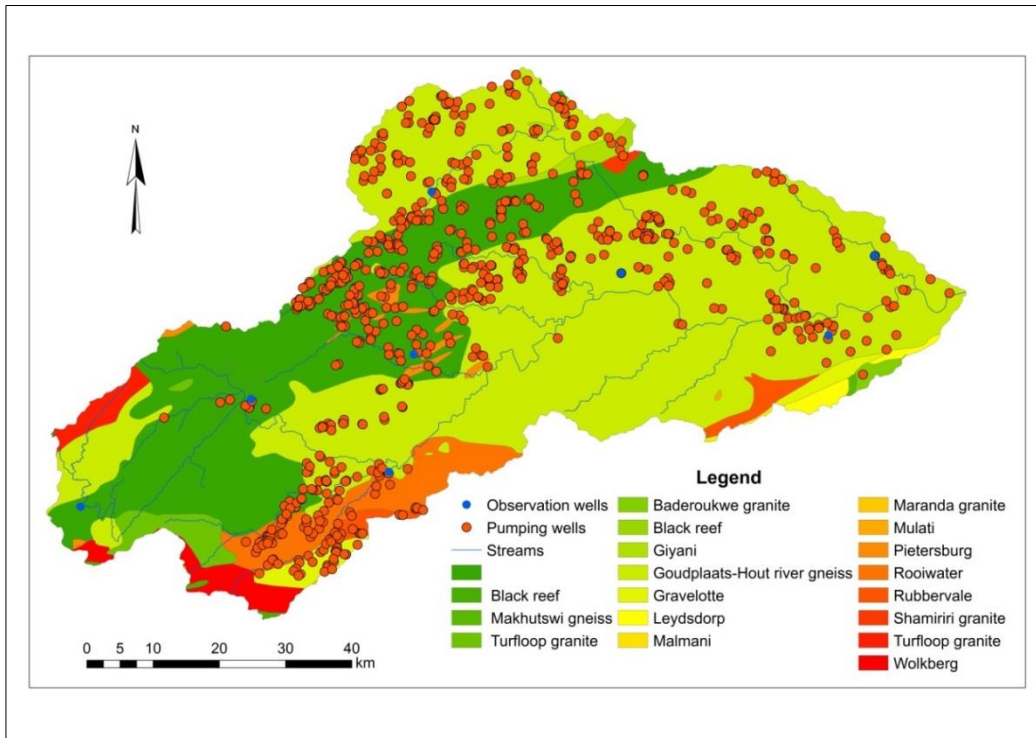 N
Legend
Observation wells
Pumping wells
Streams
Black reef
Makhutswi gneiss
Turfloop granite
Baderoukwe granite
Black reef
Giyani
Goudplaats-Hout river gneiss
Gravelotte
Leydsdorp
Malmani
Maranda granite
Mulati
Pietersburg
Rooiwater
Rubbervale
Shamiriri granite
Turfloop granite
Wolkberg
0 5 10 20 30 40
km